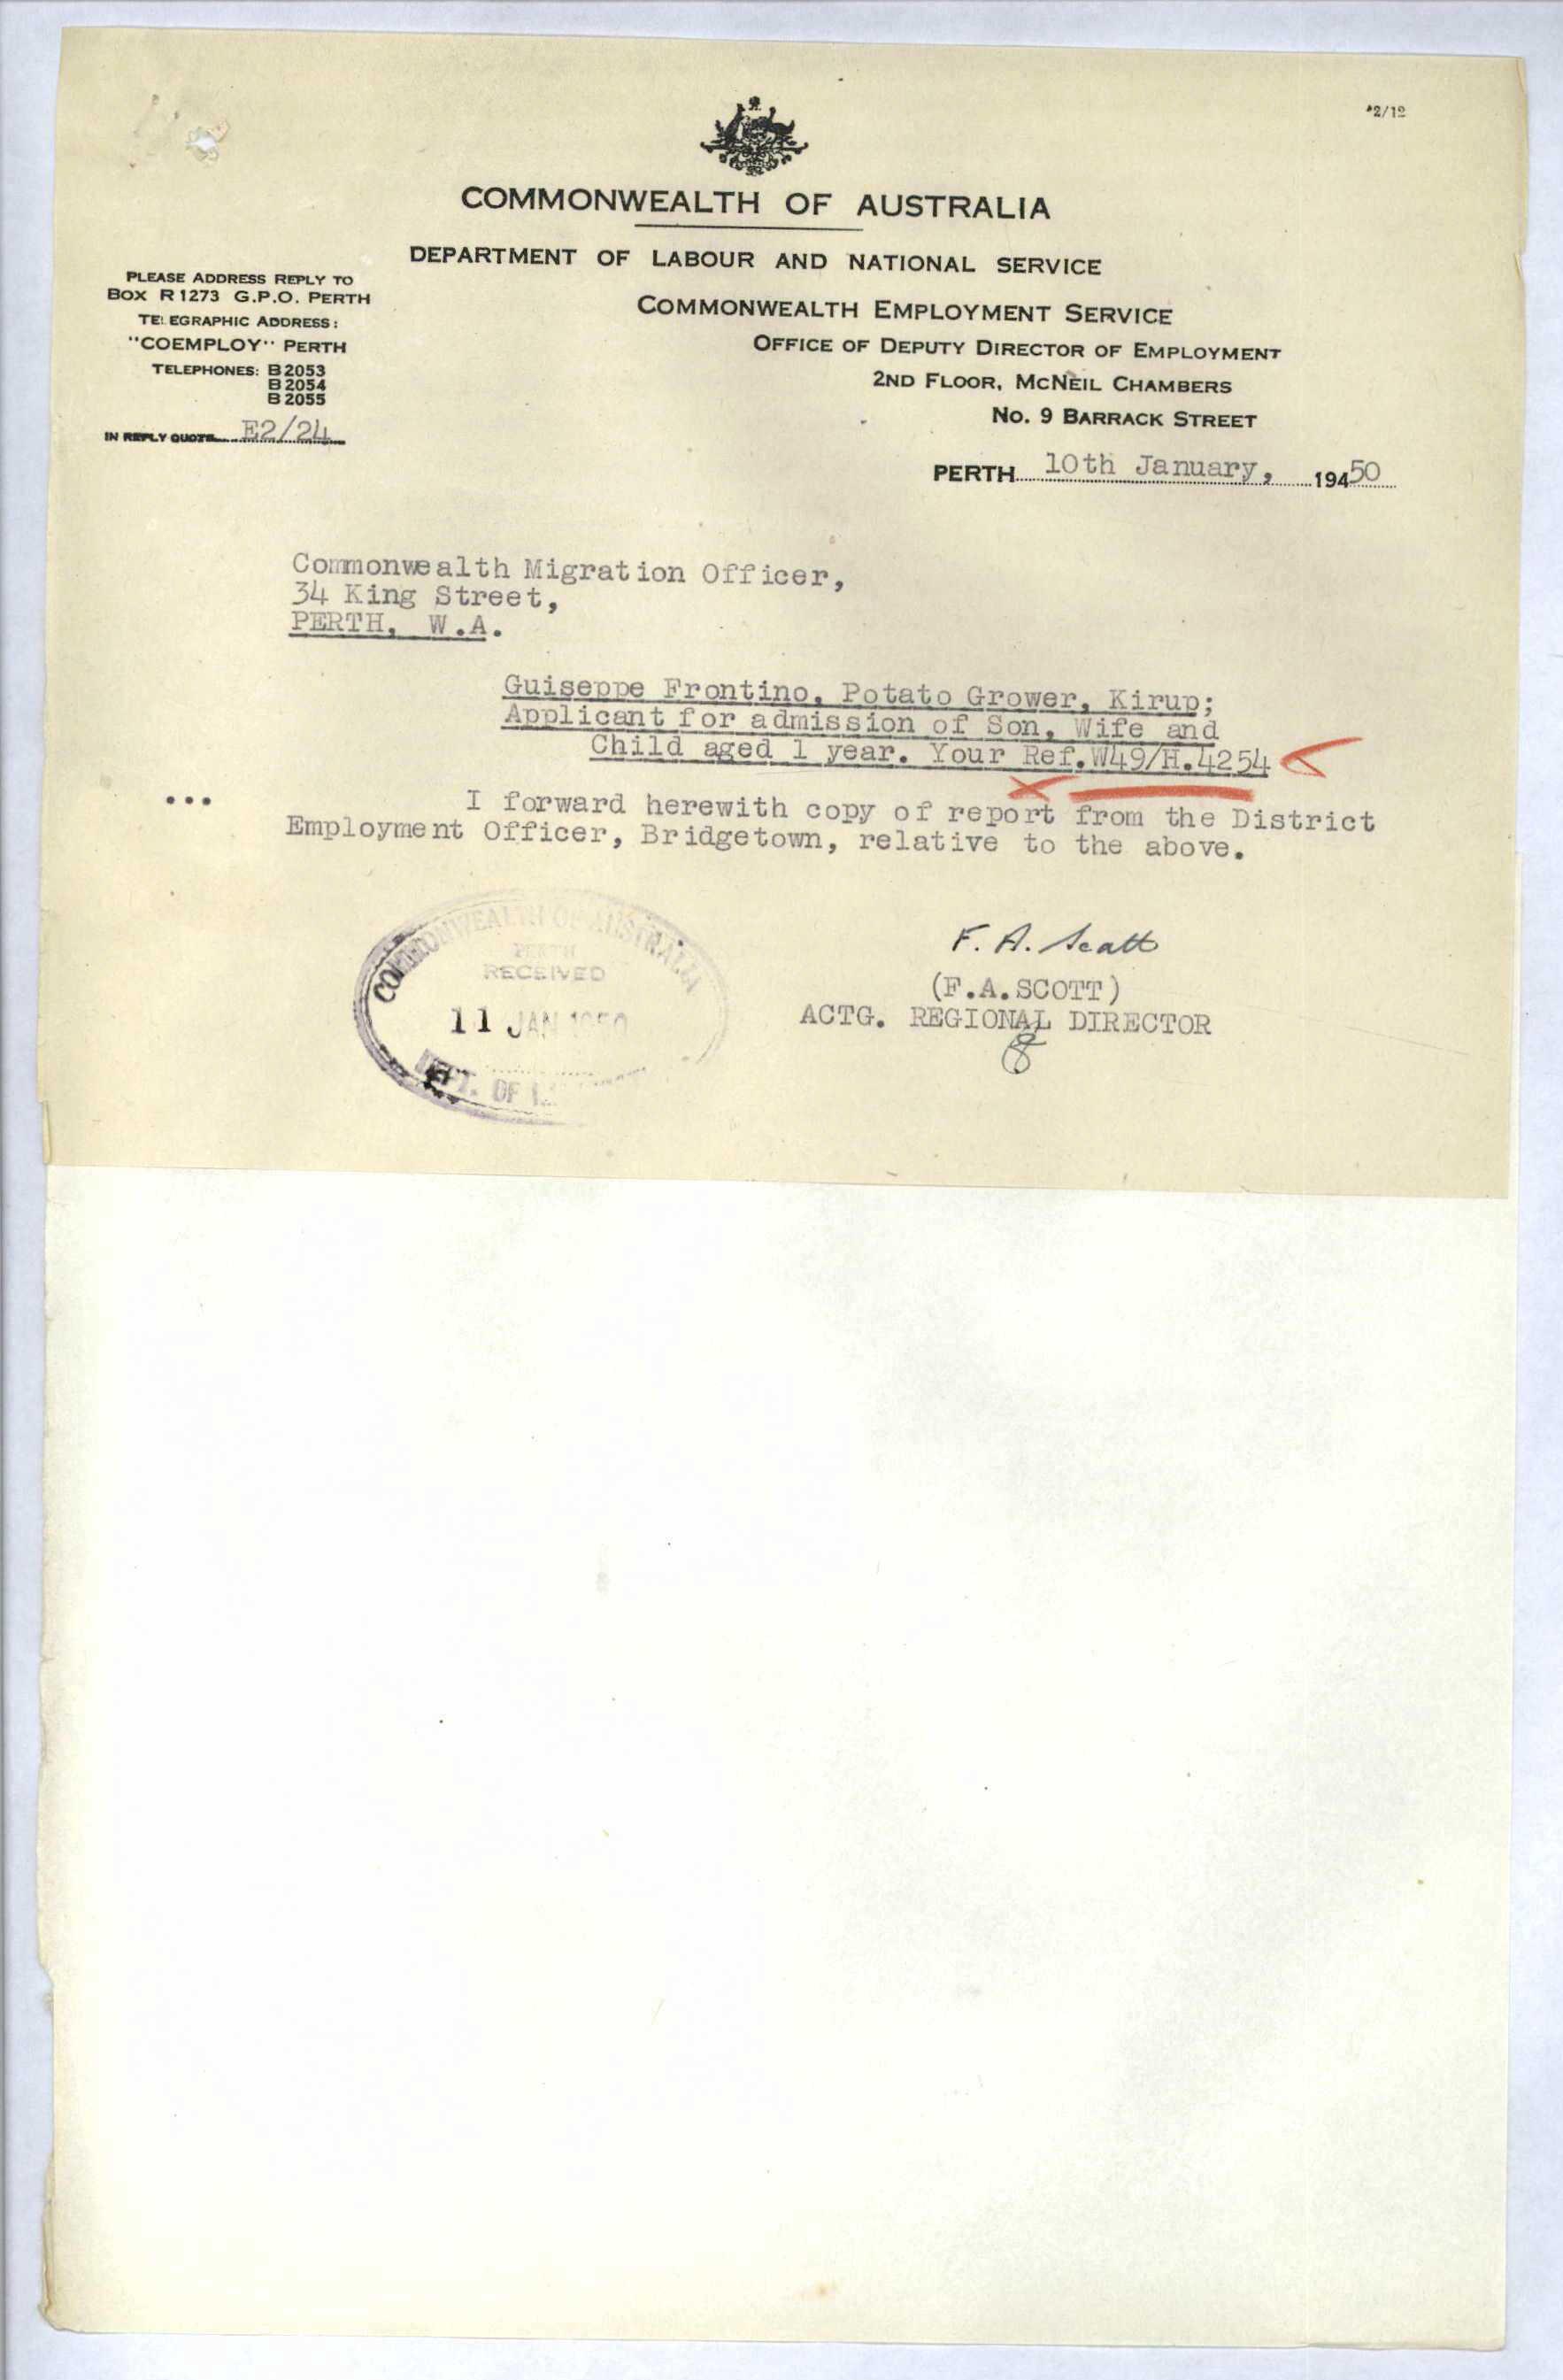 *2/12
COMMONWEALTH OF AUSTRALIA
DEPARTMENT OF LABOUR AND NATIONAL SERVICE
COMMONWEALTH EMPLOYMENT SERVICE
OFFICE OF DEPUTY DIRECTOR OF EMPLOYMENT
2ND FLOOR, MCNEIL CHAMBERS
No. 9 BARRACK STREET
PLEASE ADDRESS REPLY TO
BOX R1273 G.P.O. PERTH
TELEGRAPHIC ADDRESS:
"COEMPLOY" PERTH
TELEPHONES: B2053
B2054
B2055
IN REPLY QUOTE E2/24
PERTH 10th January, 19450
Commonwealth Migration Officer,
34 King Street,
PERTH, W.A.
Guiseppe Frontino, Potato Grower, Kirup;
Applicant for admission of Son, Wife and
Child aged 1 year. Your Ref.W49/H.4254
... I forward herewith copy of report from the District
Employment Officer, Bridgetown, relative to the above.
COMMONWEALTH OF AUSTRALIA
PERTH
RECEIVED
11 JAN 1950
DEPT. OF
F. A. Scott
(F.A.SCOTT)
ACTG. REGIONAL DIRECTOR